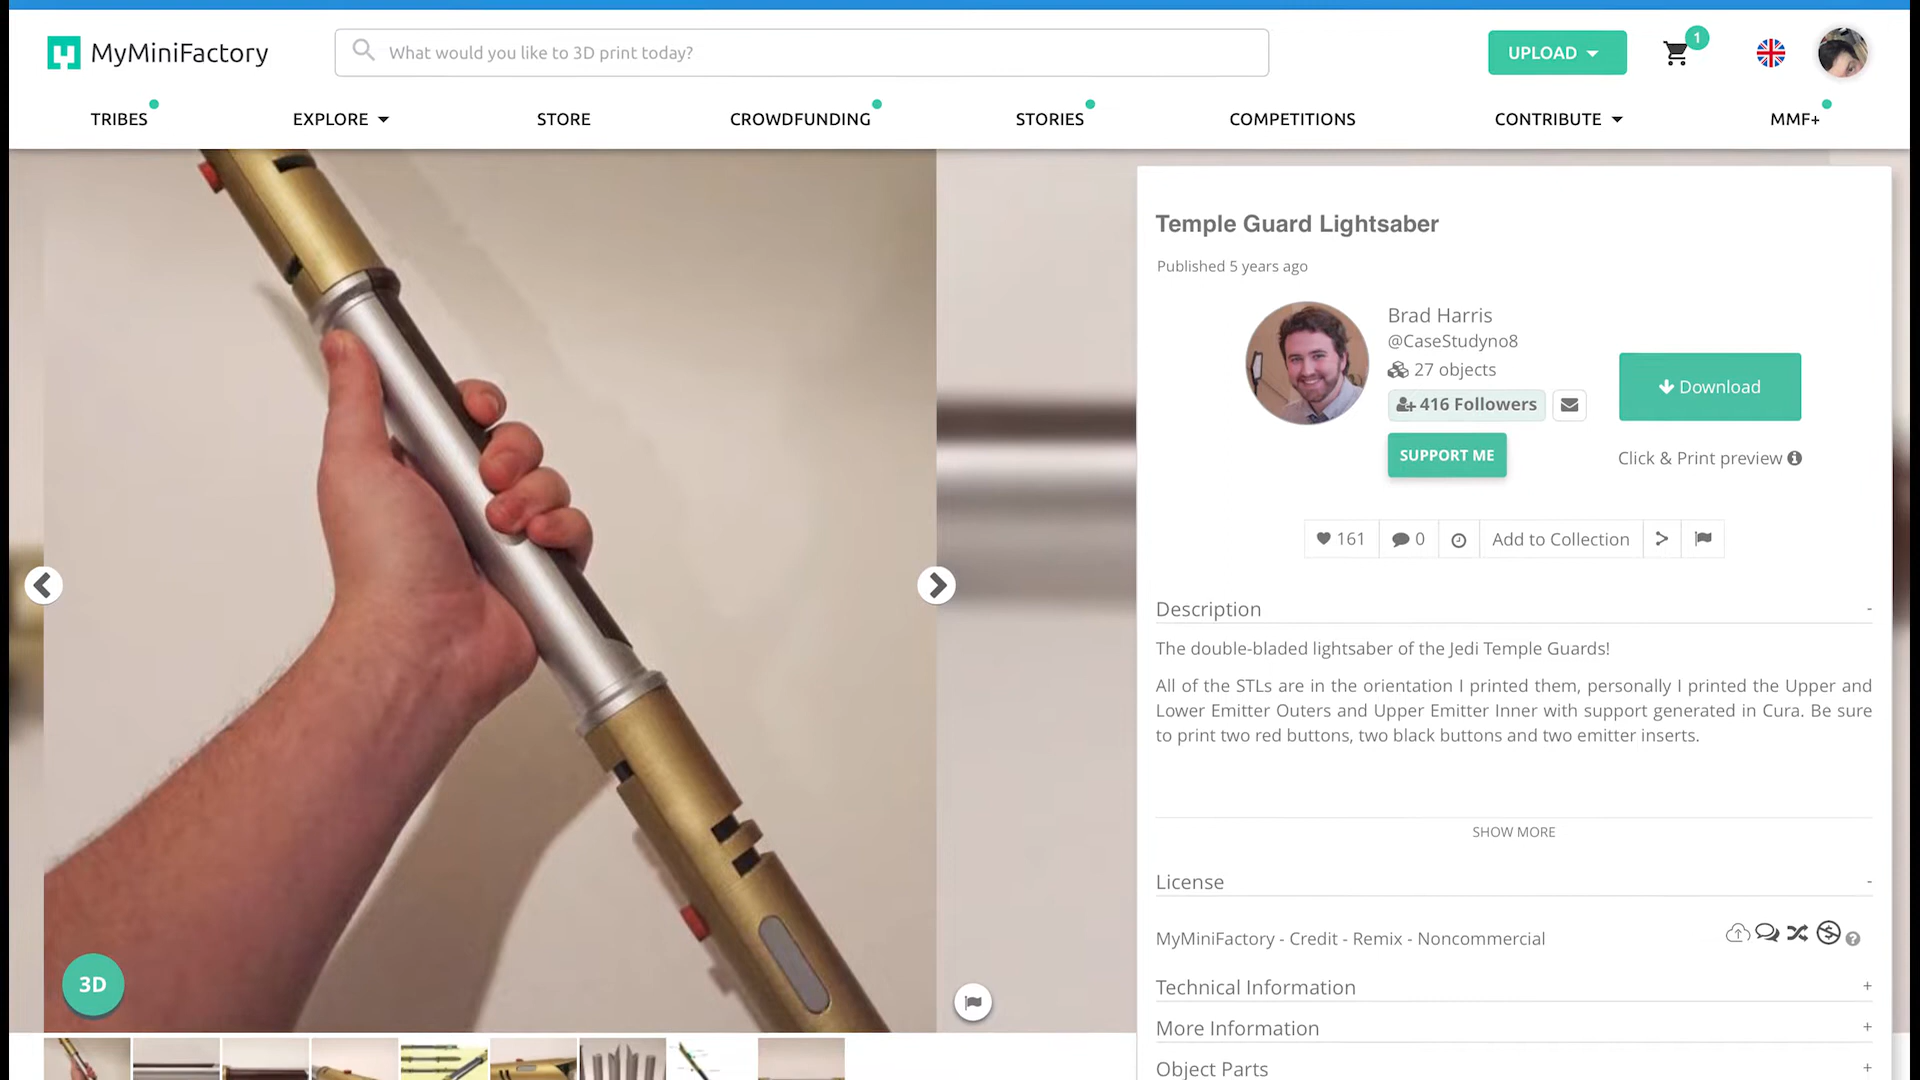 MyMiniFactory
What would you like to 3D print today?
UPLOAD
1
TRIBES
EXPLORE
STORE
CROWDFUNDING
STORIES
COMPETITIONS
CONTRIBUTE
MMF+
Temple Guard Lightsaber
Published 5 years ago
Brad Harris
@CaseStudyno8
27 objects
416 Followers
SUPPORT ME
Download
Click & Print preview
161
0
Add to Collection
Description
-
The double-bladed lightsaber of the Jedi Temple Guards!
All of the STLs are in the orientation I printed them, personally I printed the Upper and
Lower Emitter Outers and Upper Emitter Inner with support generated in Cura. Be sure
to print two red buttons, two black buttons and two emitter inserts.
SHOW MORE
License
-
MyMiniFactory - Credit - Remix - Noncommercial
Technical Information
+
More Information
+
Object Parts
+
3D